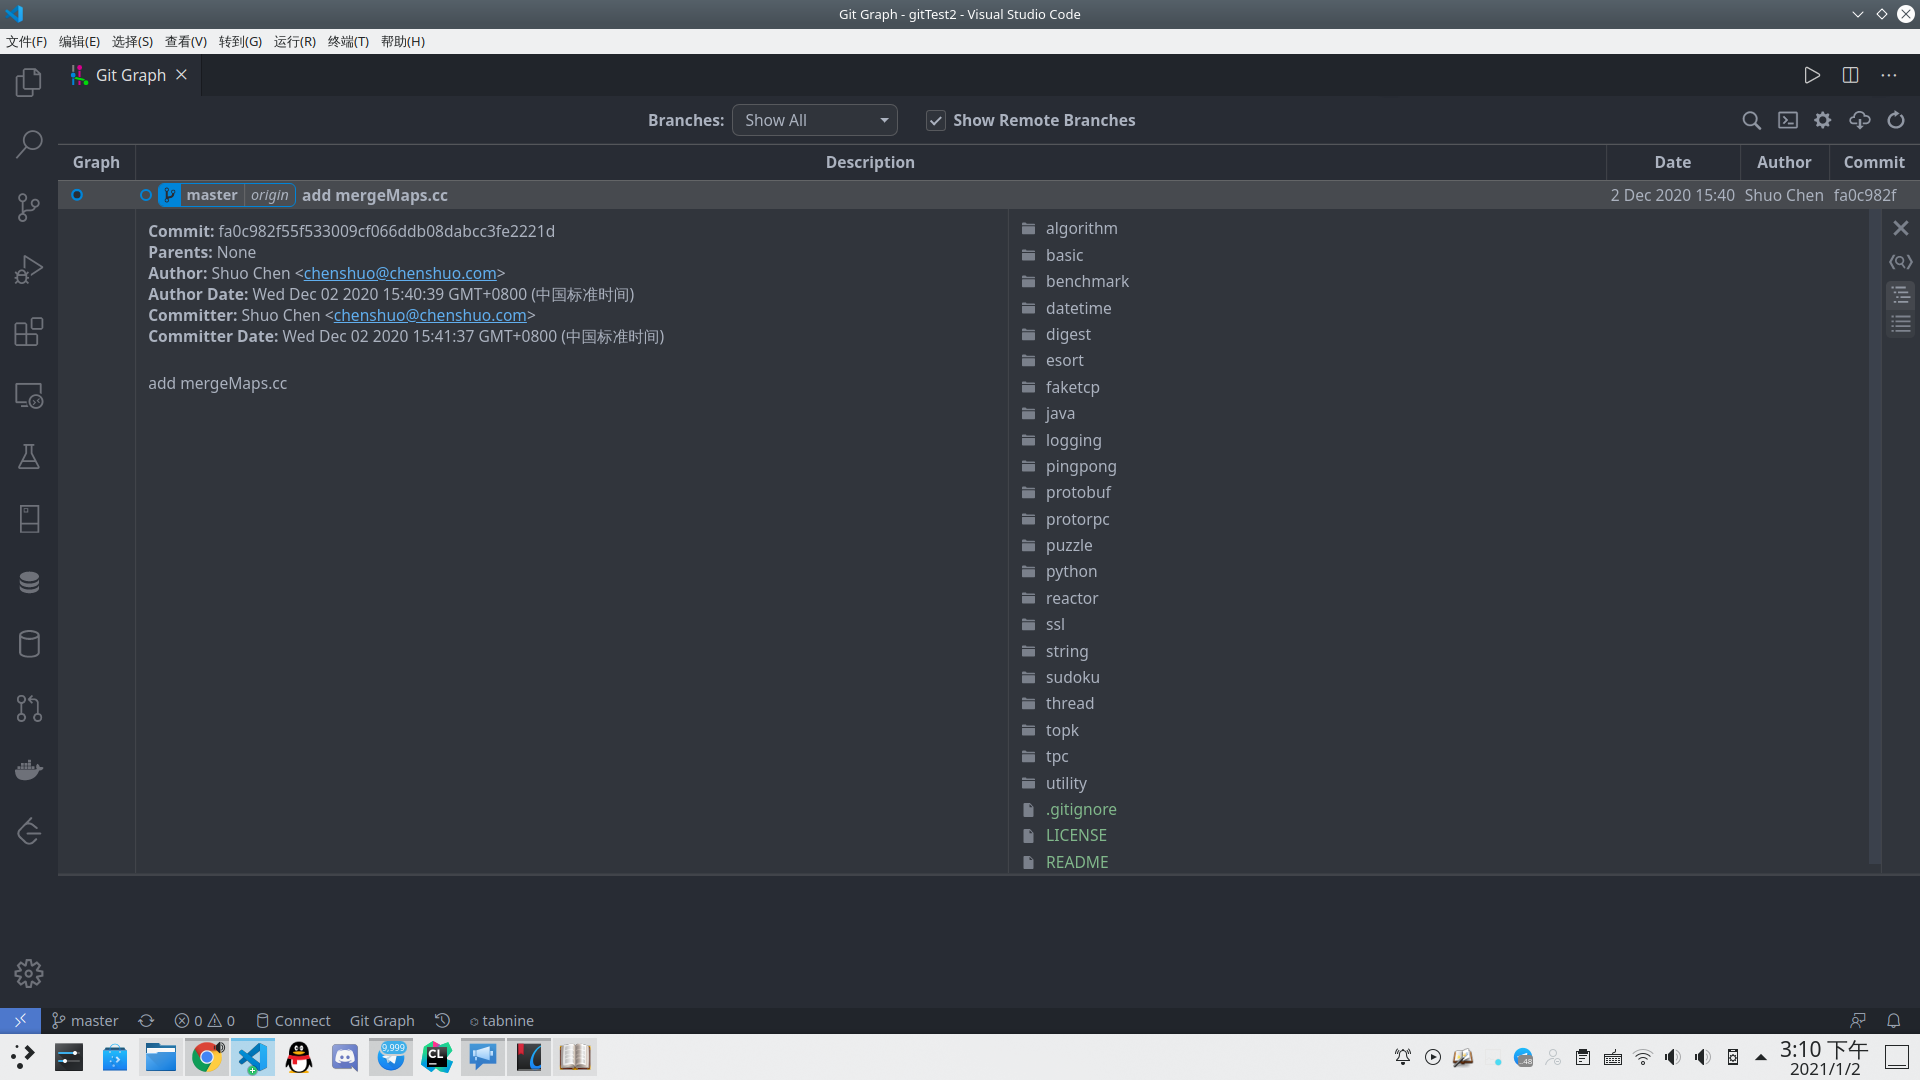 Git Graph - gitTest2 - Visual Studio Code
文件(F) 编辑(E) 选择(S) 查看(V) 转到(G) 运行(R) 终端(T) 帮助(H)
Git Graph
Branches: Show All Show Remote Branches
Graph Description Date Author Commit
master origin add mergeMaps.cc 2 Dec 2020 15:40 Shuo Chen fa0c982f
Commit: fa0c982f55f533009cf066ddb08dabcc3fe2221d
Parents: None
Author: Shuo Chen <chenshuo@chenshuo.com>
Author Date: Wed Dec 02 2020 15:40:39 GMT+0800 (中国标准时间)
Committer: Shuo Chen <chenshuo@chenshuo.com>
Committer Date: Wed Dec 02 2020 15:41:37 GMT+0800 (中国标准时间)
add mergeMaps.cc
algorithm
basic
benchmark
datetime
digest
esort
faketcp
java
logging
pingpong
protobuf
protorpc
puzzle
python
reactor
ssl
string
sudoku
thread
topk
tpc
utility
.gitignore
LICENSE
README
master 0 0 Connect Git Graph tabnine
9,999
CL
48
3:10 下午
2021/1/2